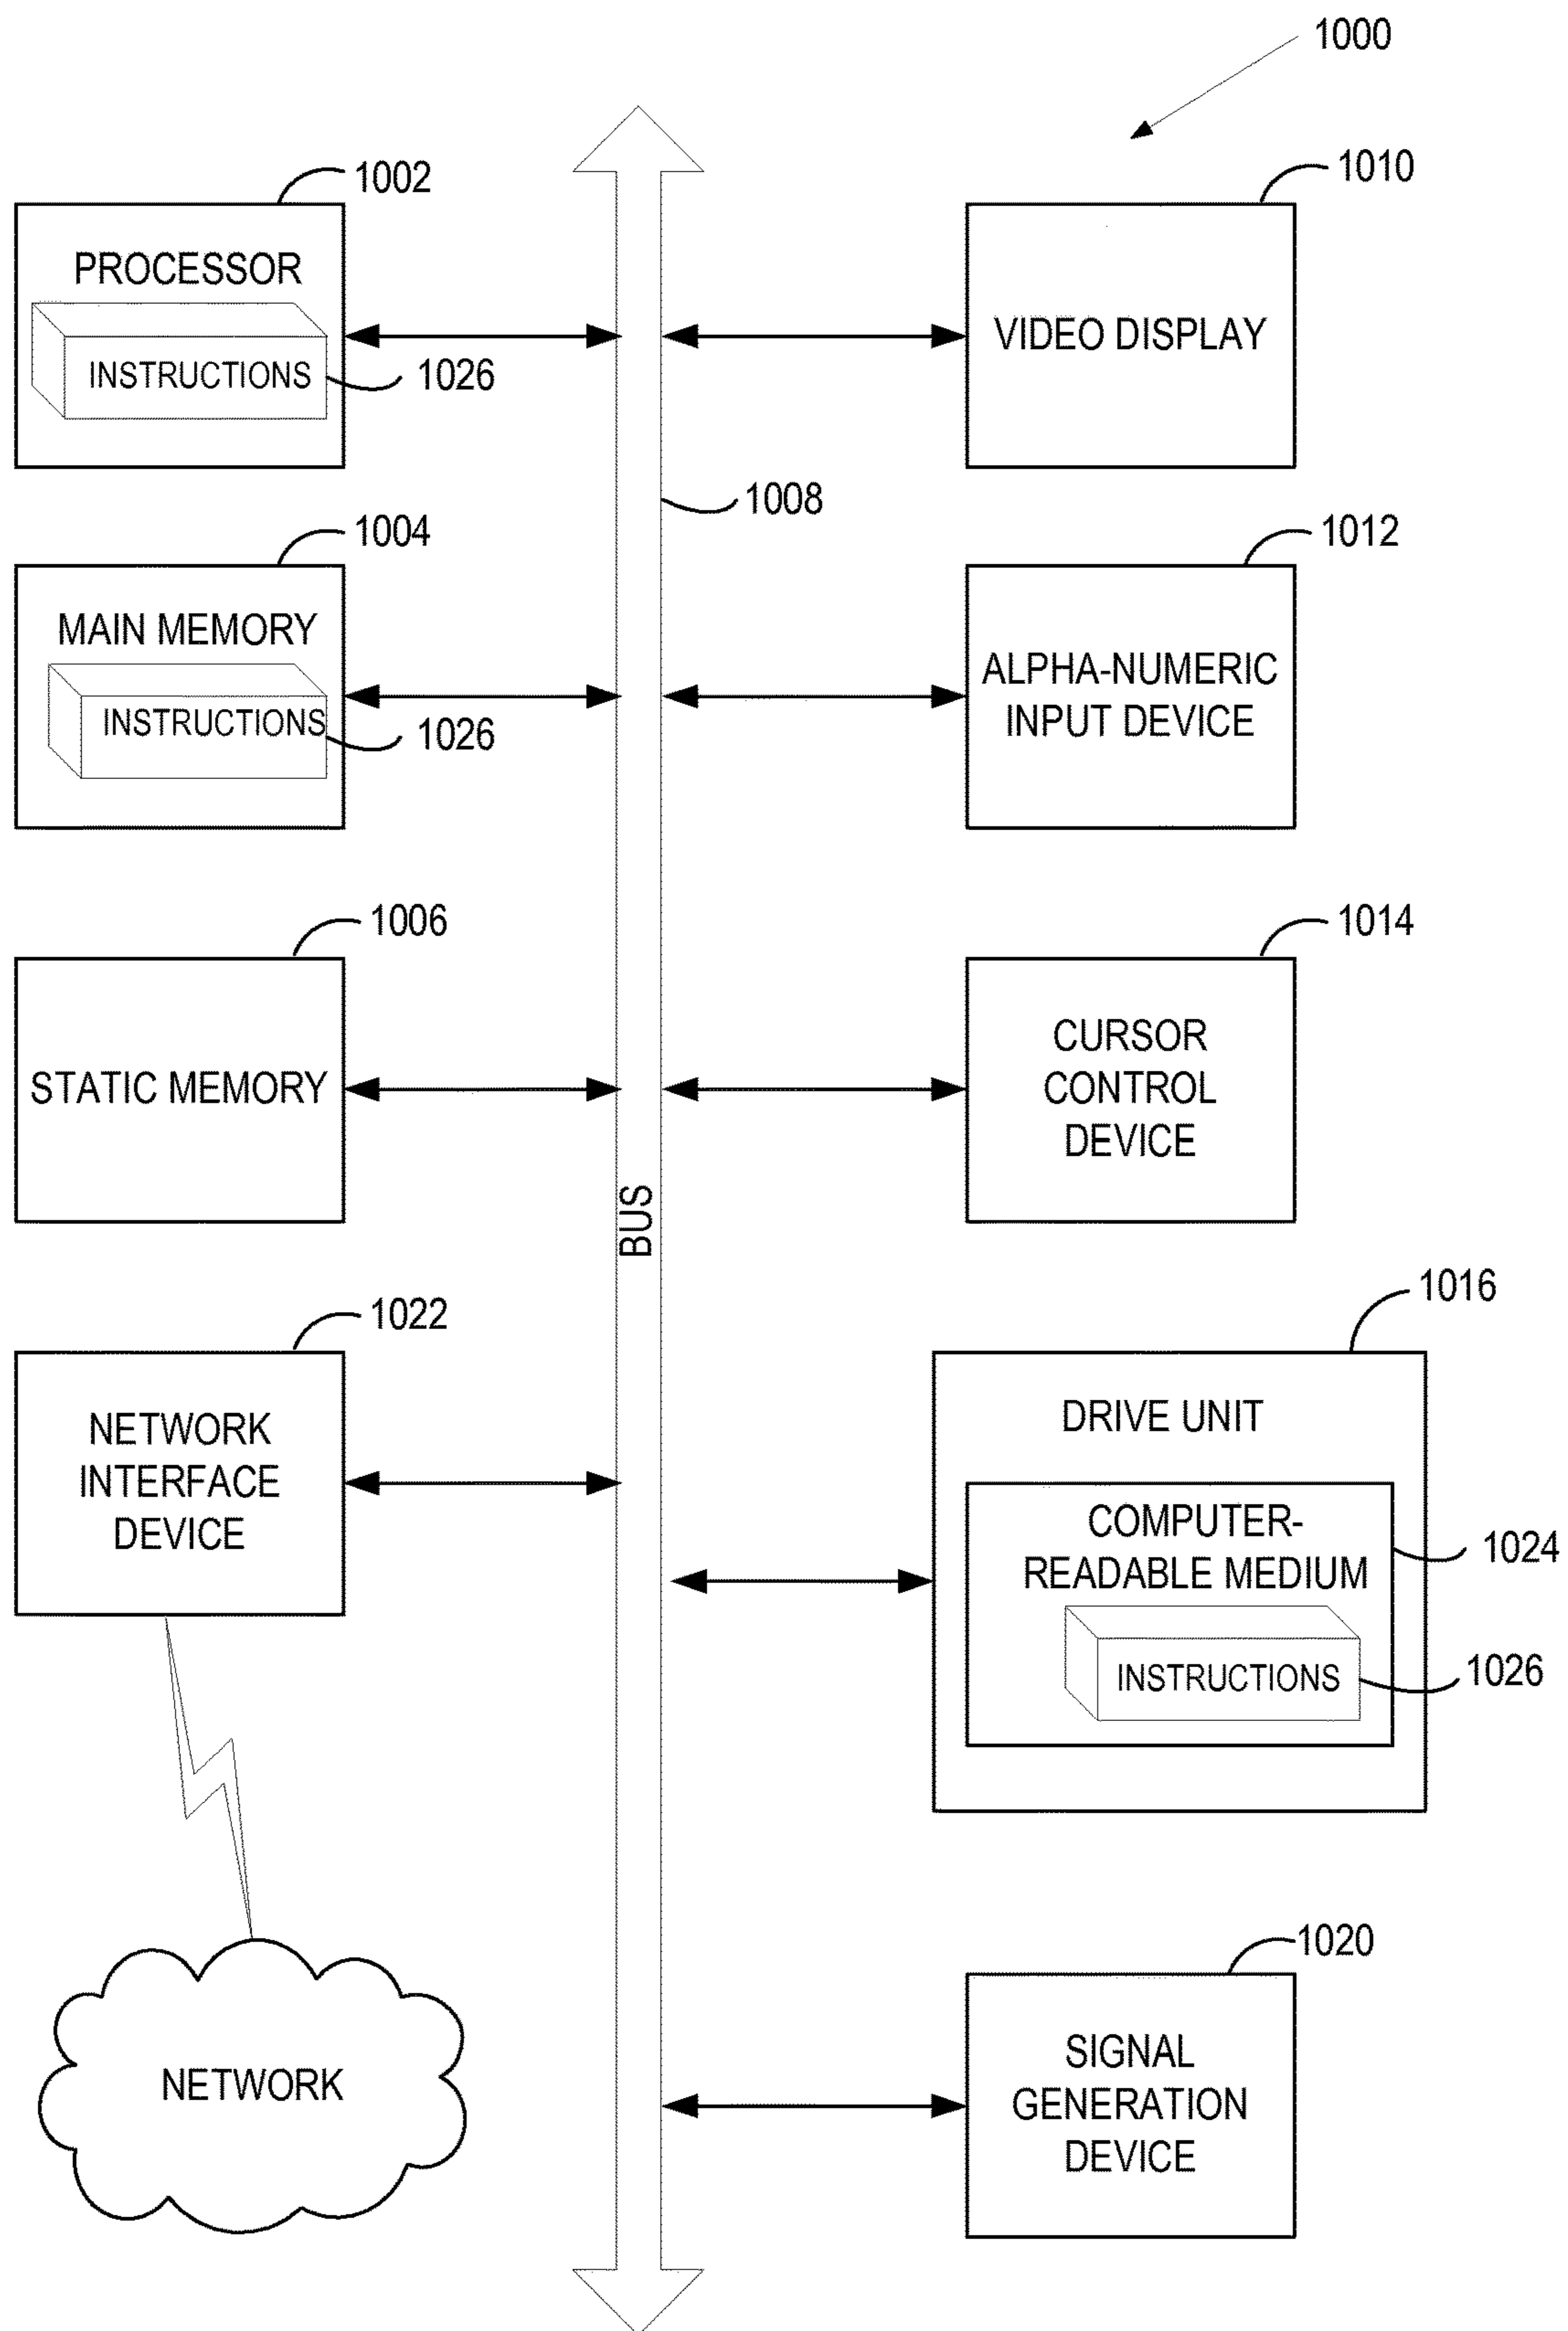 1000
1002
PROCESSOR
INSTRUCTIONS
1026
1004
MAIN MEMORY
INSTRUCTIONS
1026
1006
STATIC MEMORY
1022
NETWORK
INTERFACE
DEVICE
NETWORK
1008
BUS
1010
VIDEO DISPLAY
1012
ALPHA-NUMERIC
INPUT DEVICE
1014
CURSOR
CONTROL
DEVICE
1016
DRIVE UNIT
COMPUTER-
READABLE MEDIUM
1024
INSTRUCTIONS
1026
1020
SIGNAL
GENERATION
DEVICE